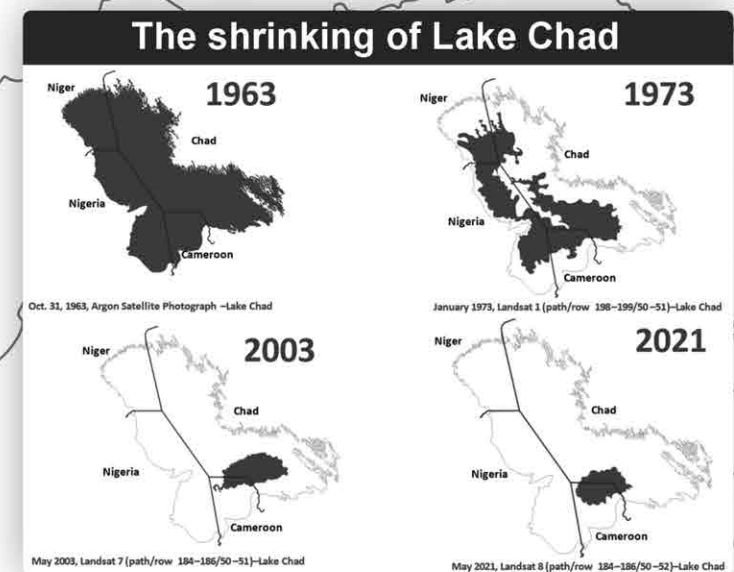 The shrinking of Lake Chad
1963
Niger
Chad
Nigeria
Cameroon
Oct. 31, 1963, Argon Satellite Photograph –Lake Chad
1973
Niger
Chad
Nigeria
Cameroon
January 1973, Landsat 1 (path/row 198–199/50–51)–Lake Chad
2003
Niger
Chad
Nigeria
Cameroon
May 2003, Landsat 7 (path/row 184–186/50–51)–Lake Chad
2021
Niger
Chad
Nigeria
Cameroon
May 2021, Landsat 8 (path/row 184–186/50–52)–Lake Chad